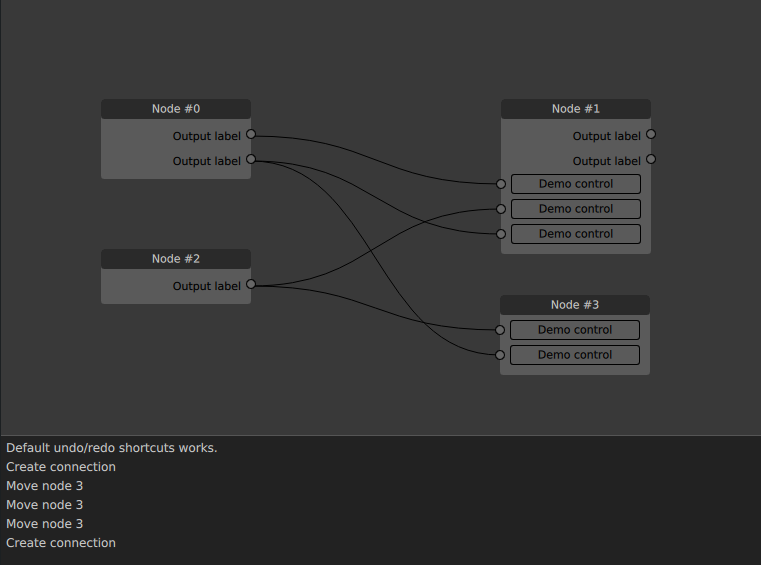 Node #0
Output label
Output label
Node #1
Output label
Output label
Demo control
Demo control
Demo control
Node #2
Output label
Node #3
Demo control
Demo control
Default undo/redo shortcuts works.
Create connection
Move node 3
Move node 3
Move node 3
Create connection